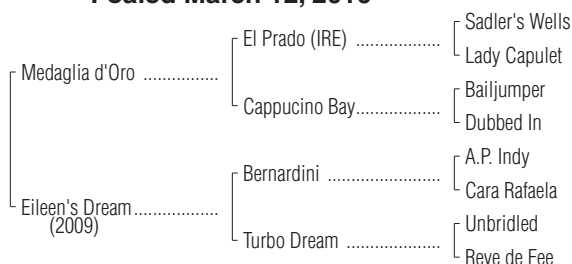 Foaled March 12, 2016
Sadler's Wells
El Prado (IRE) ...................
Lady Capulet
Medaglia d'Oro ................
Bailjumper
Cappucino Bay...................
Dubbed In
A.P. Indy
Bernardini .........................
Cara Rafaela
Eileen's Dream..................
(2009)
Unbridled
Turbo Dream .....................
Reve de Fee